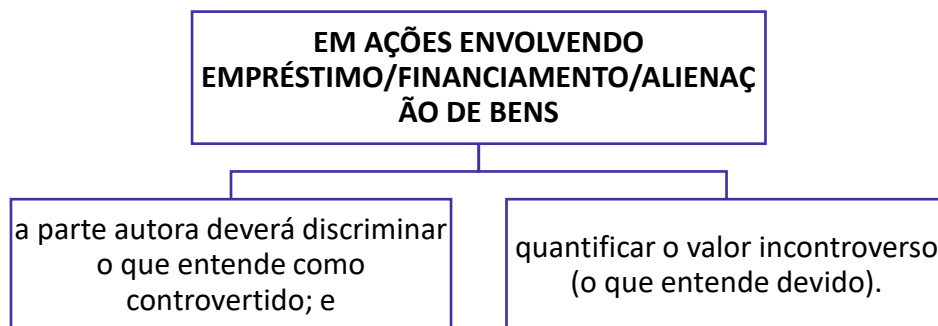 EM AÇÕES ENVOLVENDO
EMPRÉSTIMO/FINANCIAMENTO/ALIENAÇ
ÃO DE BENS
a parte autora deverá discriminar
o que entende como
controvertido; e
quantificar o valor incontroverso
(o que entende devido).